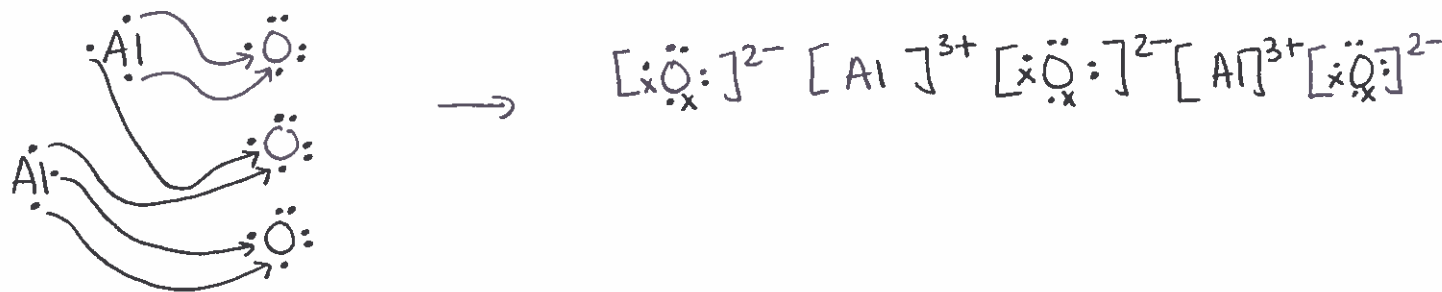 Al O → [O]²⁻ [Al]³⁺ [O]²⁻ [Al]³⁺ [O]²⁻
O
Al
O